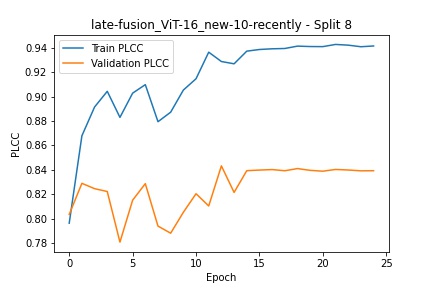 late-fusion_ViT-16_new-10-recently - Split 8
Train PLCC
Validation PLCC
0.94
0.92
0.90
0.88
0.86
0.84
0.82
0.80
0.78
PLCC
0 5 10 15 20 25
Epoch